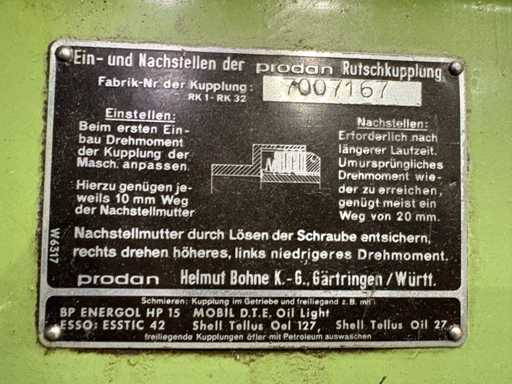 Ein- und Nachstellen der prodan Rutschkupplung
Fabrik-Nr der Kupplung: 7007167
RK 1 - RK 32
Einstellen:
Beim ersten Ein-
bau Drehmoment
der Kupplung der
Masch. anpassen.
Hierzu genügen je-
weils 10 mm Weg
der Nachstellmutter
Nachstellen:
Erforderlich nach
längerer Laufzeit.
Um ursprüngliches
Drehmoment wie-
der zu erreichen,
genügt meist ein
Weg von 20 mm.
W6317
Nachstellmutter durch Lösen der Schraube entsichern,
rechts drehen höheres, links niedrigeres Drehmoment.
prodan Helmut Bohne K.-G., Gärtringen/Württ.
Schmieren: Kupplung im Getriebe und freiliegend z. B. mit
BP ENERGOL HP 15 MOBIL D.T.E. Oil Light
ESSO: ESSTIC 42 Shell Tellus Oel 127, Shell Tellus Oil 27
freiliegende Kupplungen öfter mit Petroleum auswaschen